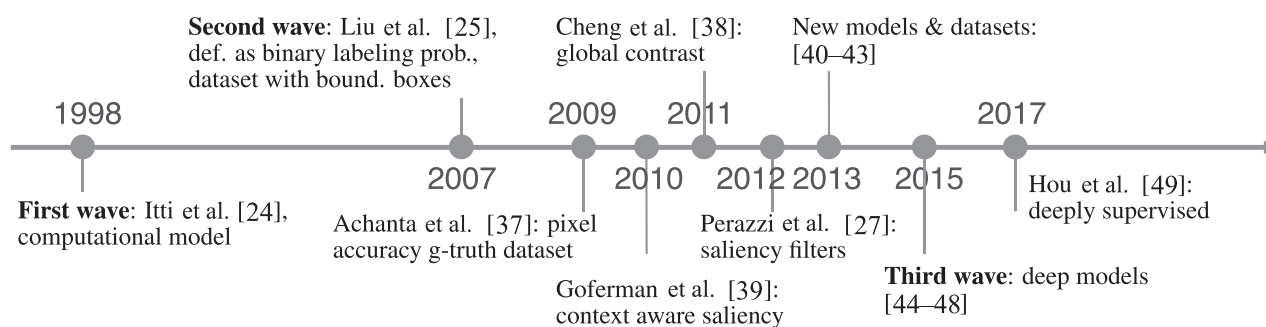 Second wave: Liu et al. [25],
def. as binary labeling prob.,
dataset with bound. boxes
Cheng et al. [38]:
global contrast
New models & datasets:
[40–43]
1998
2009
2011
2017
2007
2010
2012
2013
2015
First wave: Itti et al. [24],
computational model
Achanta et al. [37]: pixel
accuracy g-truth dataset
Goferman et al. [39]:
context aware saliency
Perazzi et al. [27]:
saliency filters
Third wave: deep models
[44–48]
Hou et al. [49]:
deeply supervised